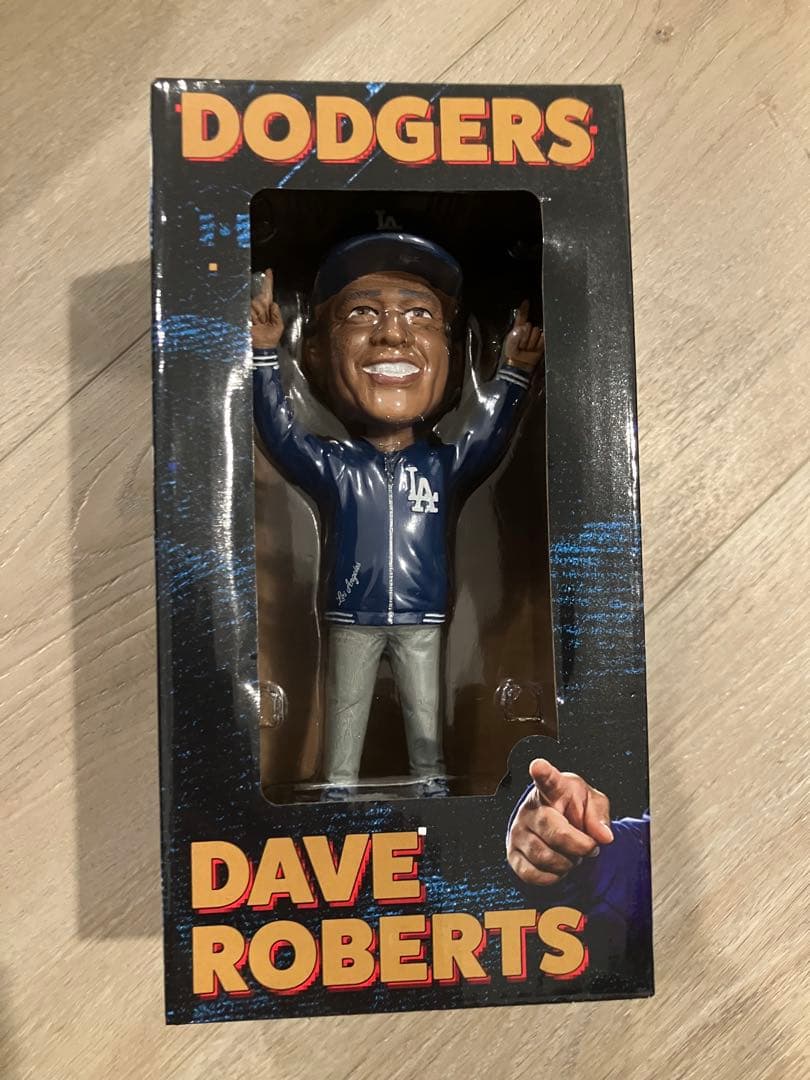 DODGERS
LA
LA
Los Angeles
DAVE
ROBERTS